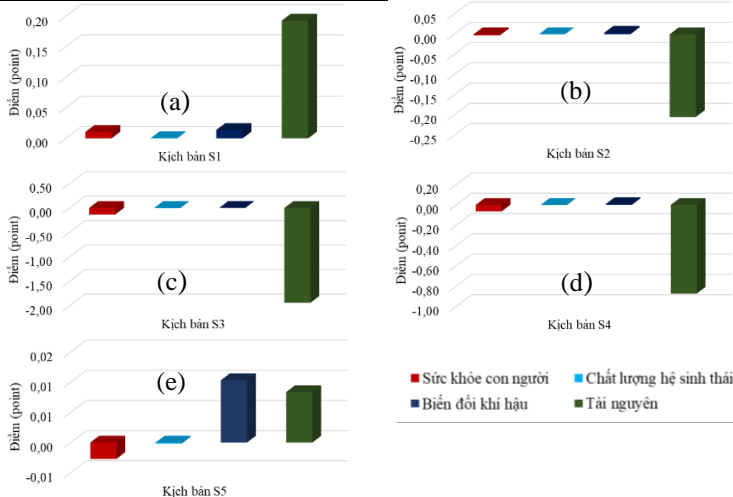 0,20
0,15
0,10
0,05
0,00
Điểm (point)
(a)
Kịch bản S1
0,05
0,00
-0,05
-0,10
-0,15
-0,20
-0,25
Điểm (point)
(b)
Kịch bản S2
0,50
0,00
-0,50
-1,00
-1,50
-2,00
Điểm (point)
(c)
Kịch bản S3
0,20
0,00
-0,20
-0,40
-0,60
-0,80
-1,00
Điểm (ponit)
(d)
Kịch bản S4
0,02
0,01
0,01
0,00
-0,01
Điểm (point)
(e)
Kịch bản S5
Sức khỏe con người
Chất lượng hệ sinh thái
Biến đổi khí hậu
Tài nguyên